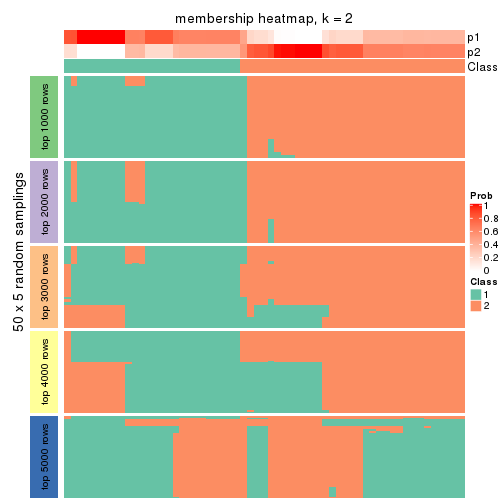 membership heatmap, k = 2
p1
p2
Class
50 x 5 random samplings
top 1000 rows
top 2000 rows
top 3000 rows
top 4000 rows
top 5000 rows
Prob
1
0.8
0.6
0.4
0.2
0
Class
1
2